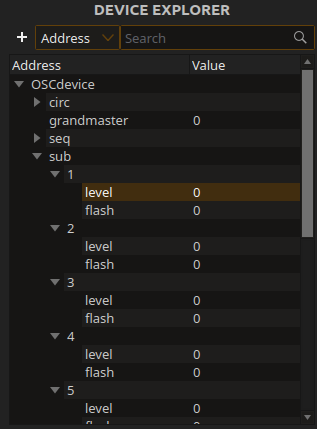 DEVICE EXPLORER
+ Address Search
Address Value
OSCdevice
circ
grandmaster 0
seq
sub
1
level 0
flash 0
2
level 0
flash 0
3
level 0
flash 0
4
level 0
flash 0
5
level 0